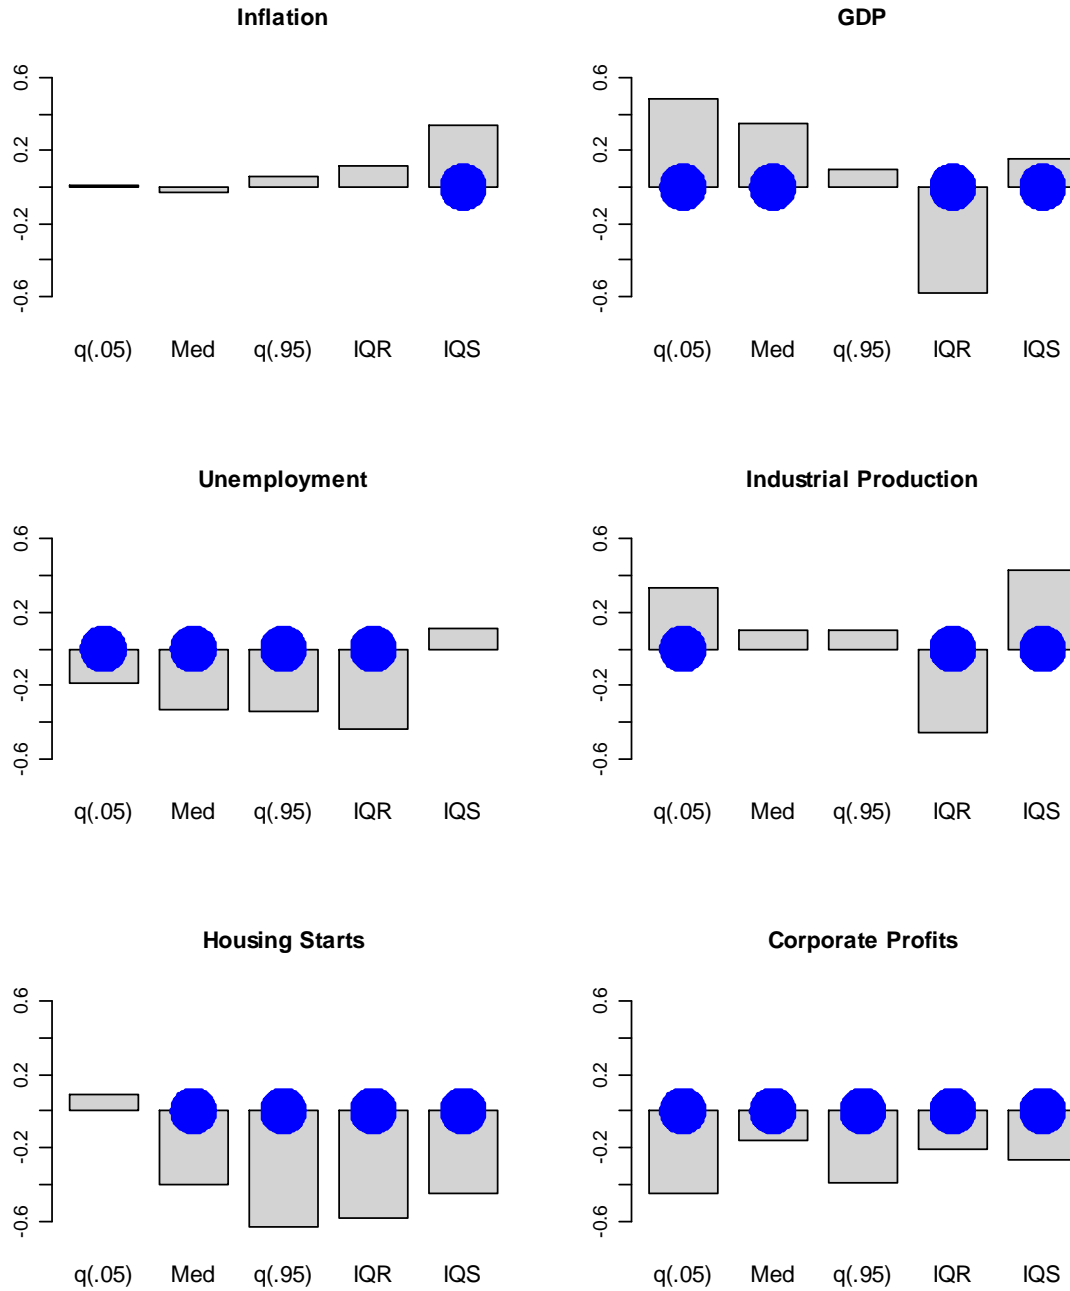 Inflation
0.6
0.2
-0.2
-0.6
q(.05) Med q(.95) IQR IQS
GDP
0.6
0.2
-0.2
-0.6
q(.05) Med q(.95) IQR IQS
Unemployment
0.6
0.2
-0.2
-0.6
q(.05) Med q(.95) IQR IQS
Industrial Production
0.6
0.2
-0.2
-0.6
q(.05) Med q(.95) IQR IQS
Housing Starts
0.6
0.2
-0.2
-0.6
q(.05) Med q(.95) IQR IQS
Corporate Profits
0.6
0.2
-0.2
-0.6
q(.05) Med q(.95) IQR IQS